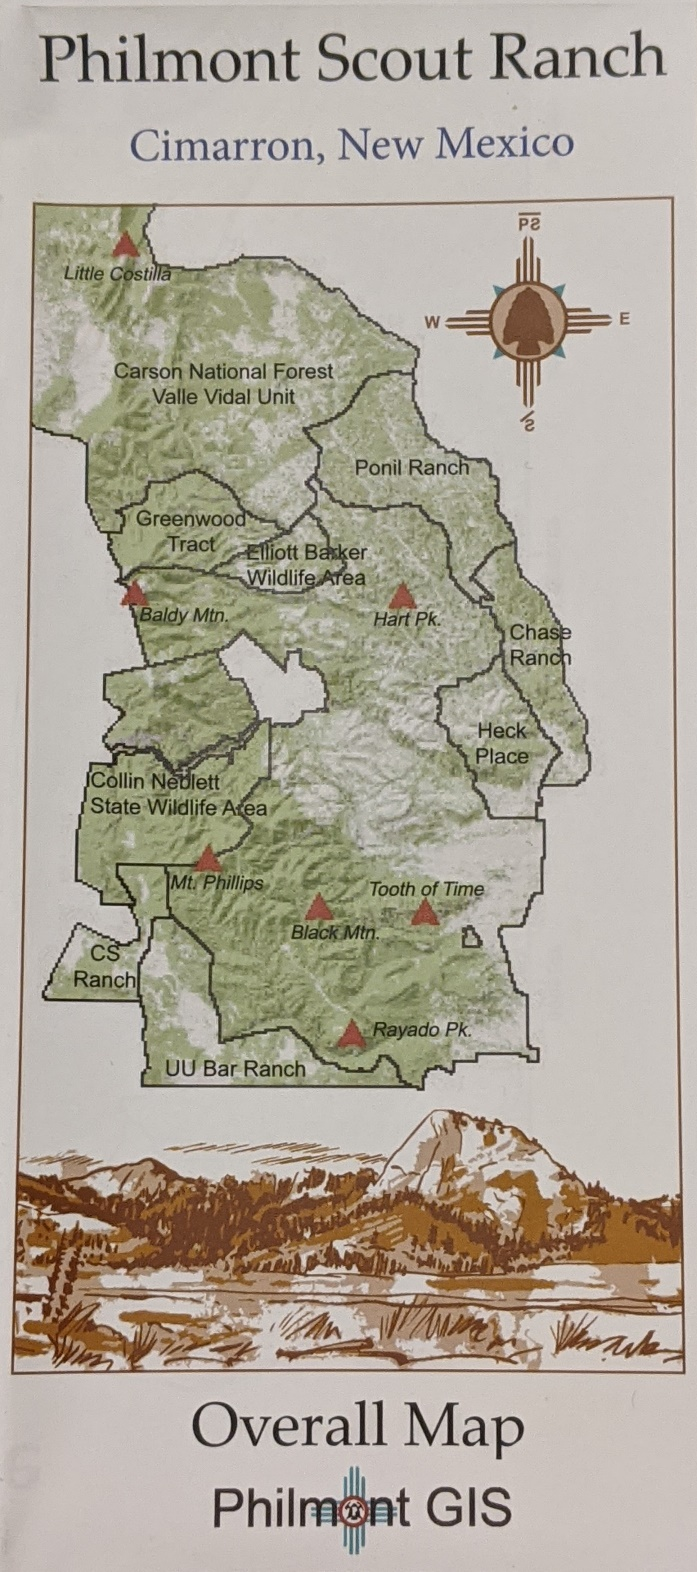 Philmont Scout Ranch
Cimarron, New Mexico
Little Costilla
W
E
Carson National Forest
Valle Vidal Unit
Ponil Ranch
Greenwood
Tract
Elliott Barker
Wildlife Area
Baldy Mtn.
Hart Pk.
Chase
Ranch
Heck
Place
Collin Neblett
State Wildlife Area
Mt. Phillips
Tooth of Time
Black Mtn.
CS
Ranch
Rayado Pk.
UU Bar Ranch
Overall Map
Philmont GIS